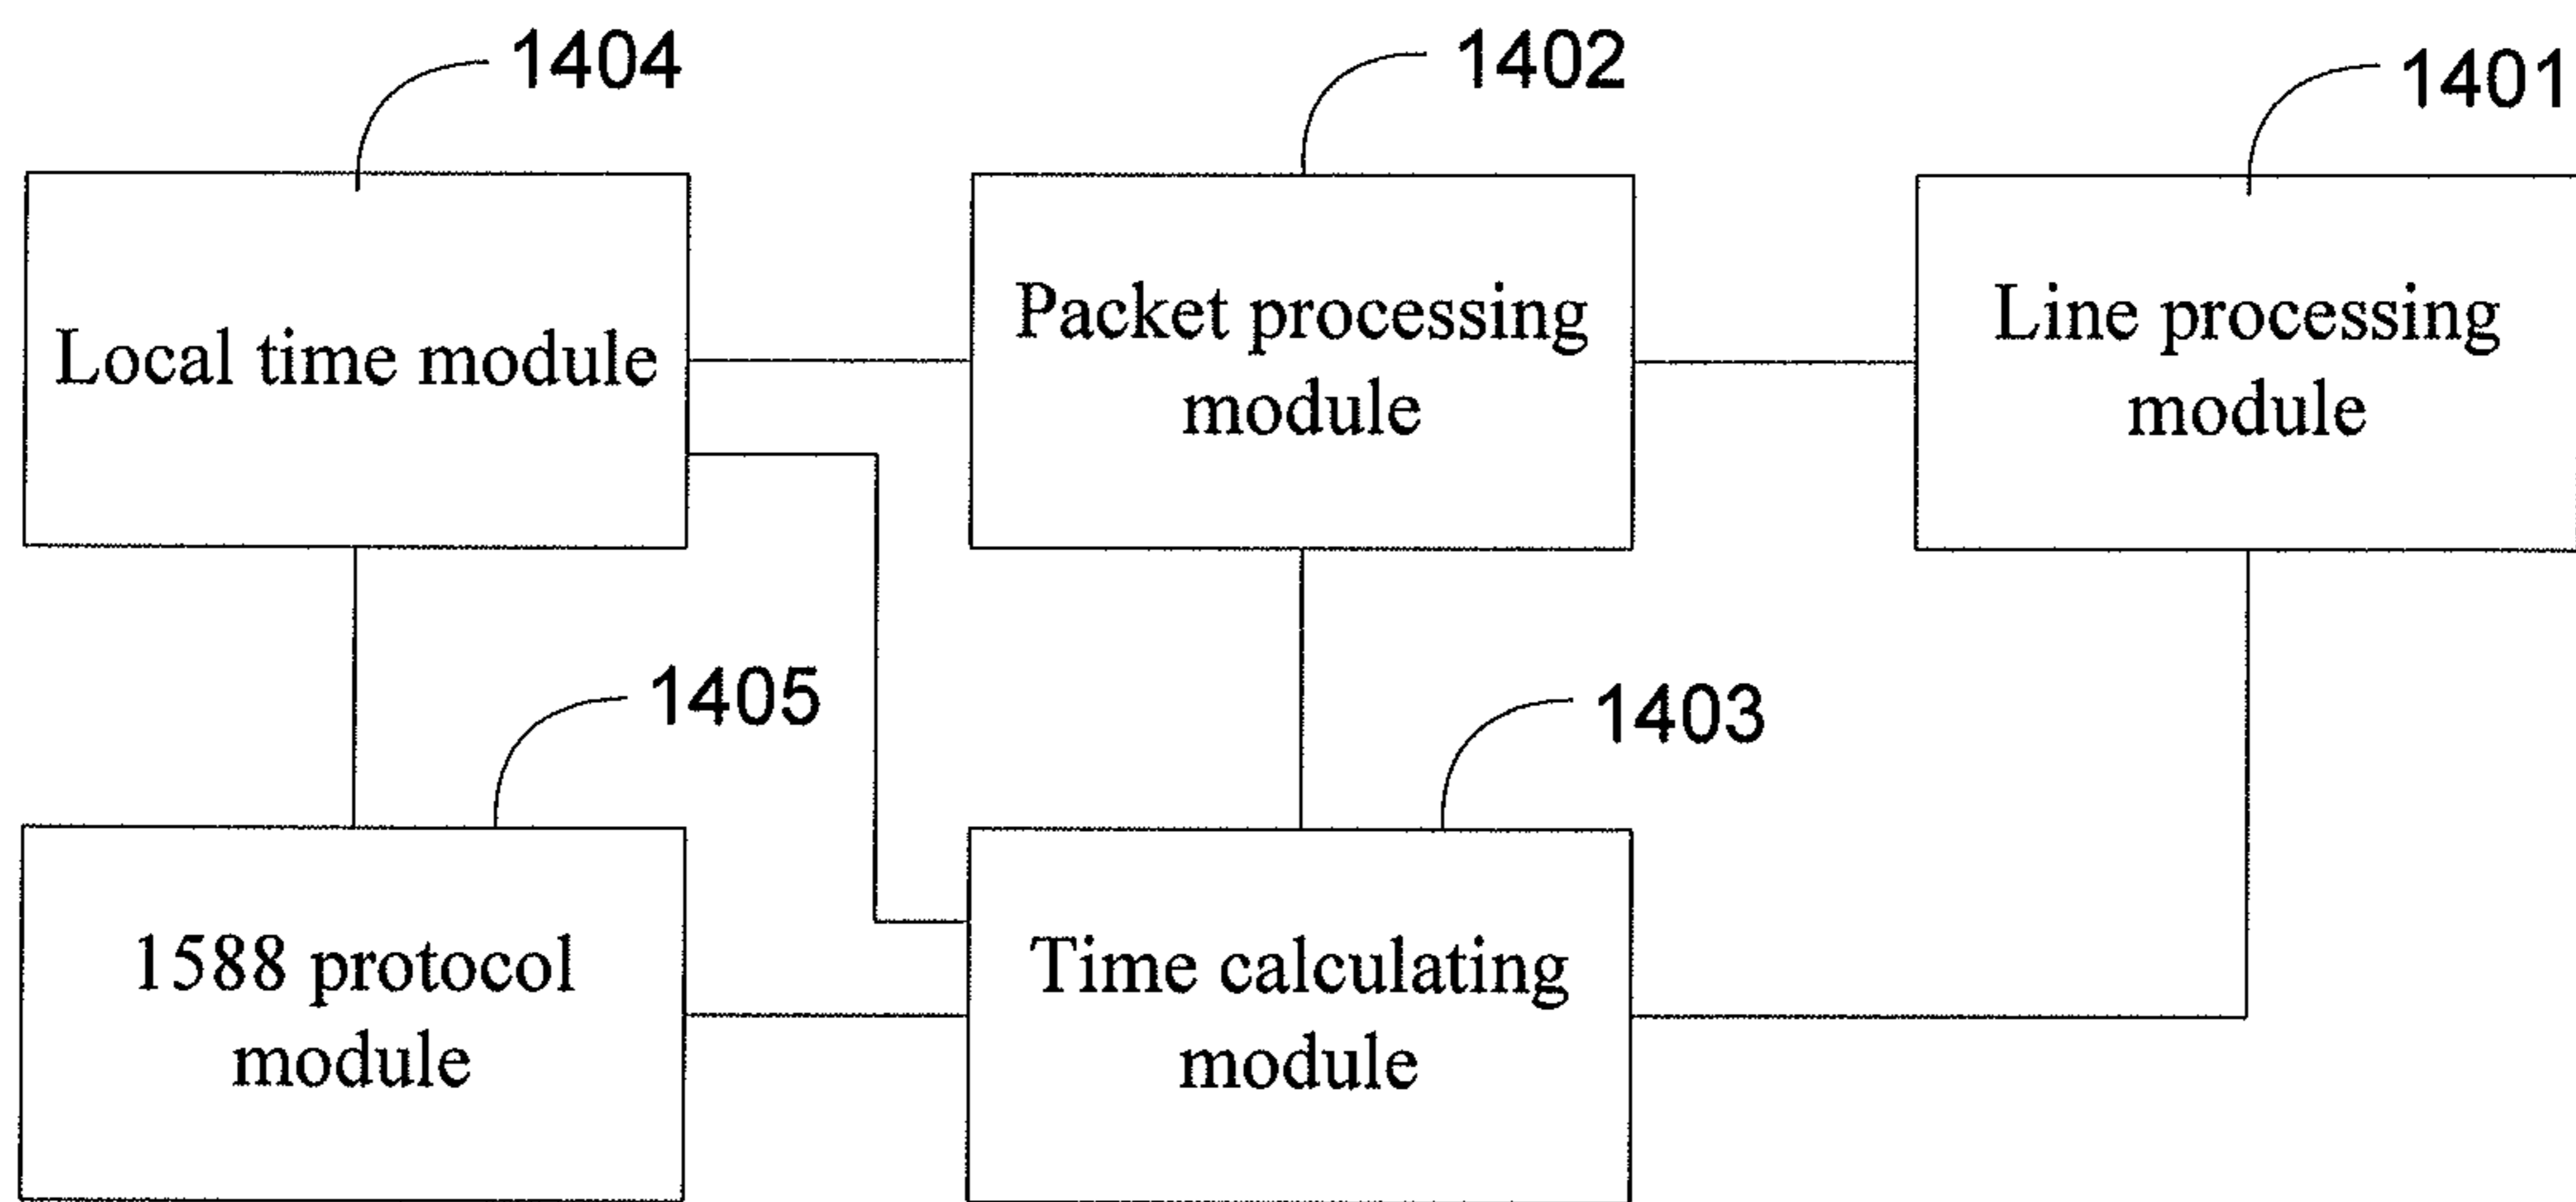 1404
1402
1401
Local time module
Packet processing
module
Line processing
module
1405
1403
1588 protocol
module
Time calculating
module